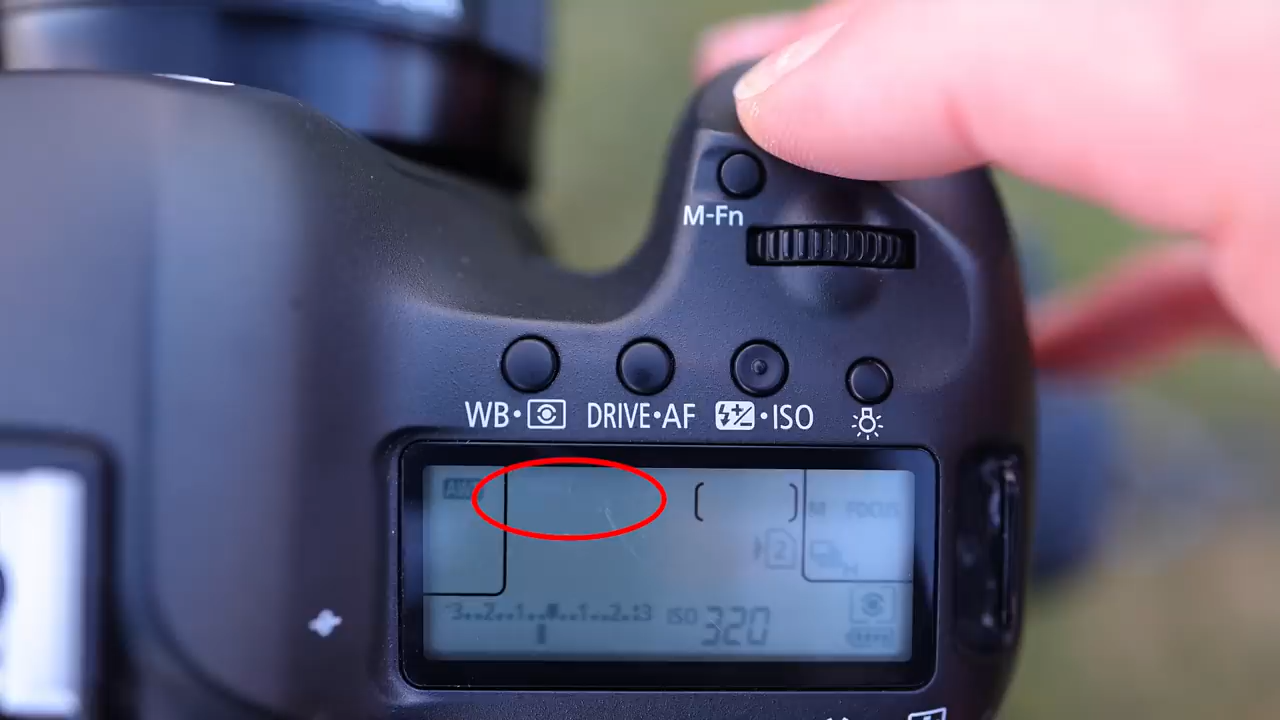 M-Fn
WB• DRIVE•AF •ISO
AWB
[ ] M FOCUS
2
N
3..2..1..0..1..2.:3 ISO 320